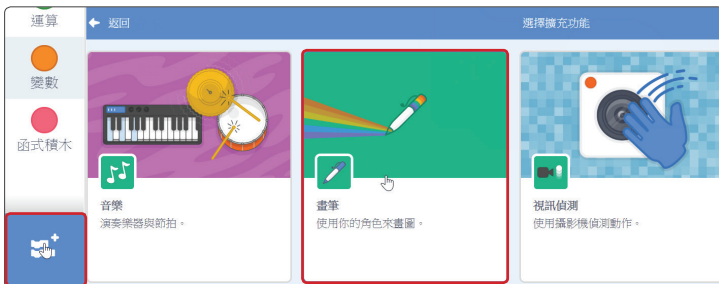 運算
返回
選擇擴充功能
變數
函式積木
音樂
演奏樂器與節拍。
畫筆
使用你的角色來畫圖。
視訊偵測
使用攝影機偵測動作。